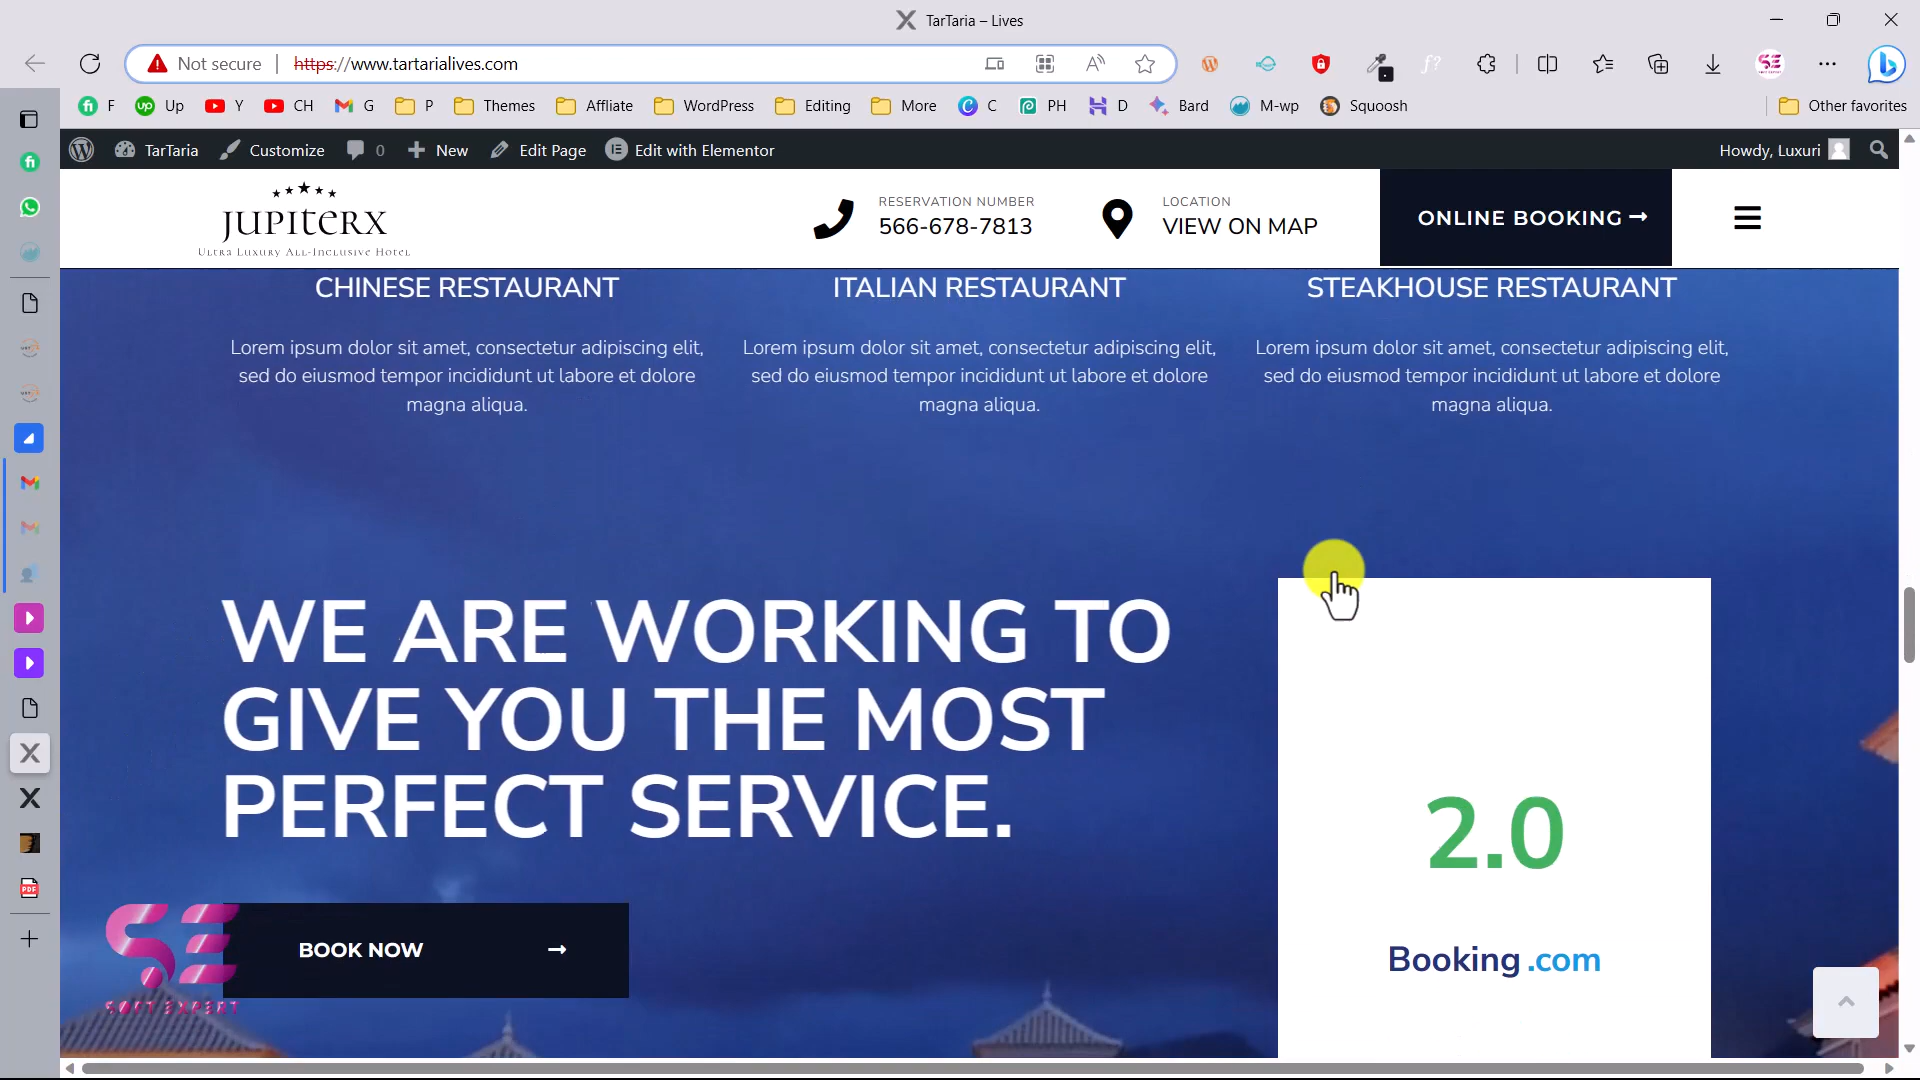 TarTaria – Lives
Not secure
https://www.tartarialives.com
F
Up
Y
CH
G
P
Themes
Affliate
WordPress
Editing
More
C
PH
D
Bard
M-wp
Squoosh
Other favorites
TarTaria
Customize
0
New
Edit Page
Edit with Elementor
Howdy, Luxuri
JUPITERX
ULTRA LUXURY ALL-INCLUSIVE HOTEL
RESERVATION NUMBER
566-678-7813
LOCATION
VIEW ON MAP
ONLINE BOOKING
CHINESE RESTAURANT
Lorem ipsum dolor sit amet, consectetur adipiscing elit,
sed do eiusmod tempor incididunt ut labore et dolore
magna aliqua.
ITALIAN RESTAURANT
Lorem ipsum dolor sit amet, consectetur adipiscing elit,
sed do eiusmod tempor incididunt ut labore et dolore
magna aliqua.
STEAKHOUSE RESTAURANT
Lorem ipsum dolor sit amet, consectetur adipiscing elit,
sed do eiusmod tempor incididunt ut labore et dolore
magna aliqua.
WE ARE WORKING TO
GIVE YOU THE MOST
PERFECT SERVICE.
BOOK NOW
2.0
Booking.com
SE
SOFT EXPERT